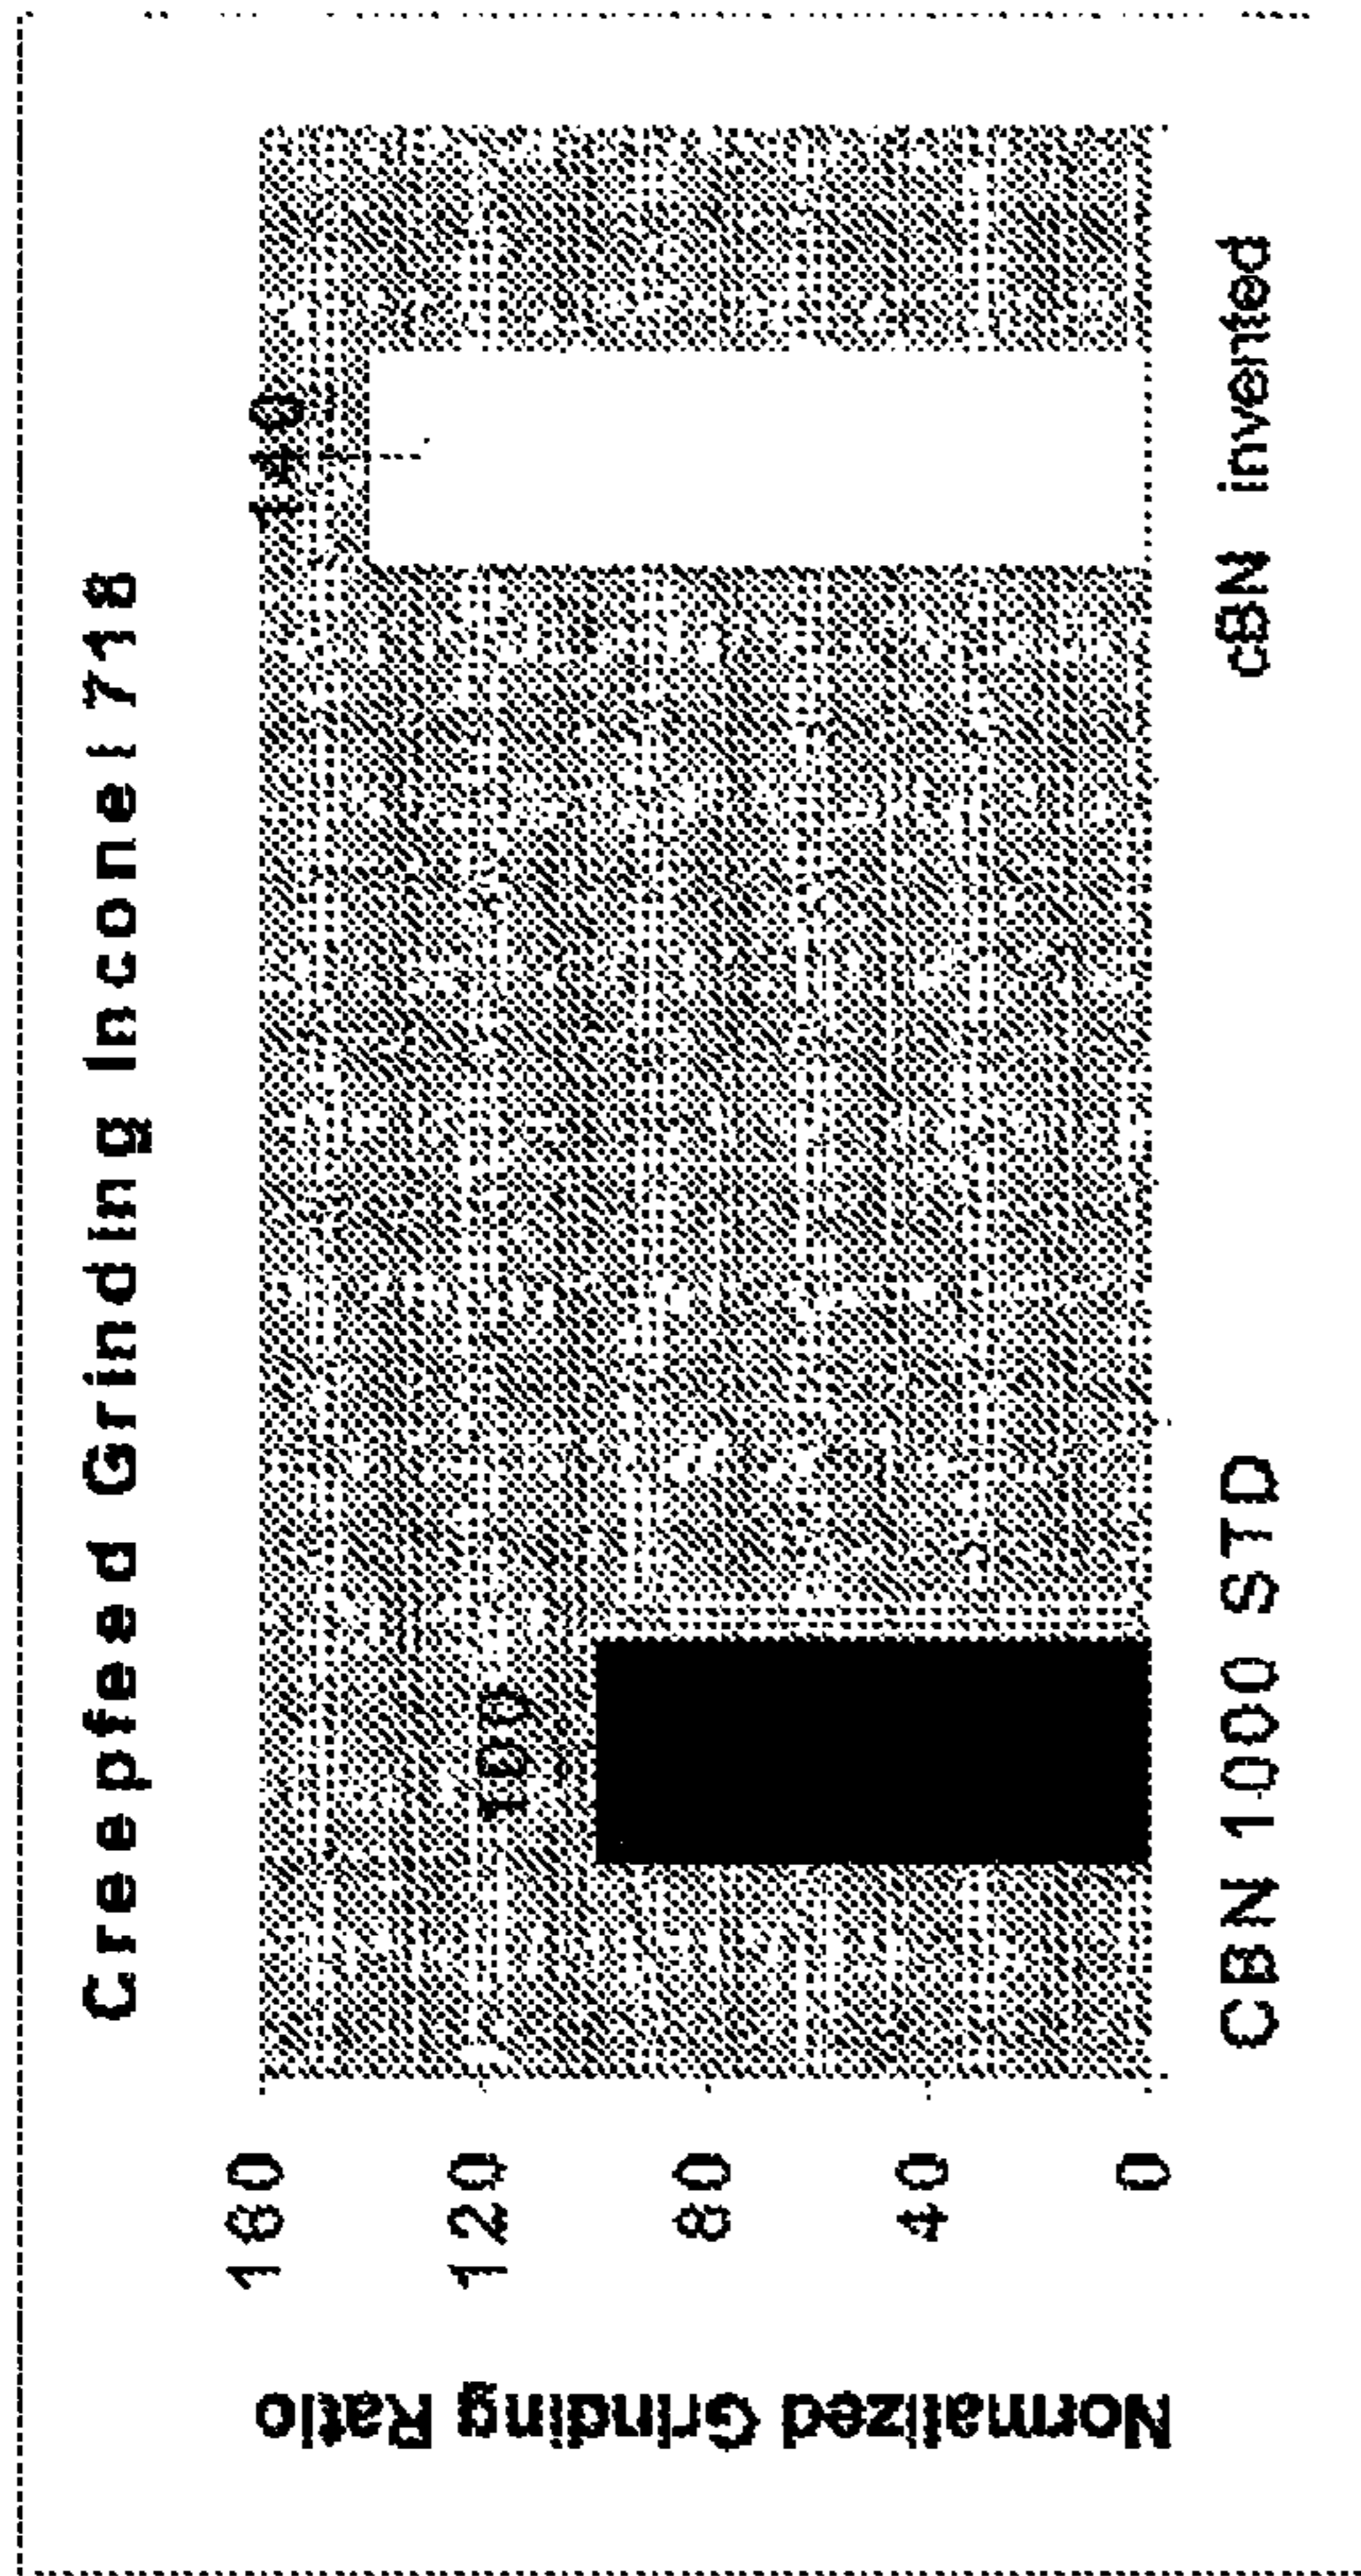 Creepfeed Grinding Inconel 718
Normalized Grinding Ratio
160
120
80
40
0
100
140
CBN 1000 STD
cBN invented